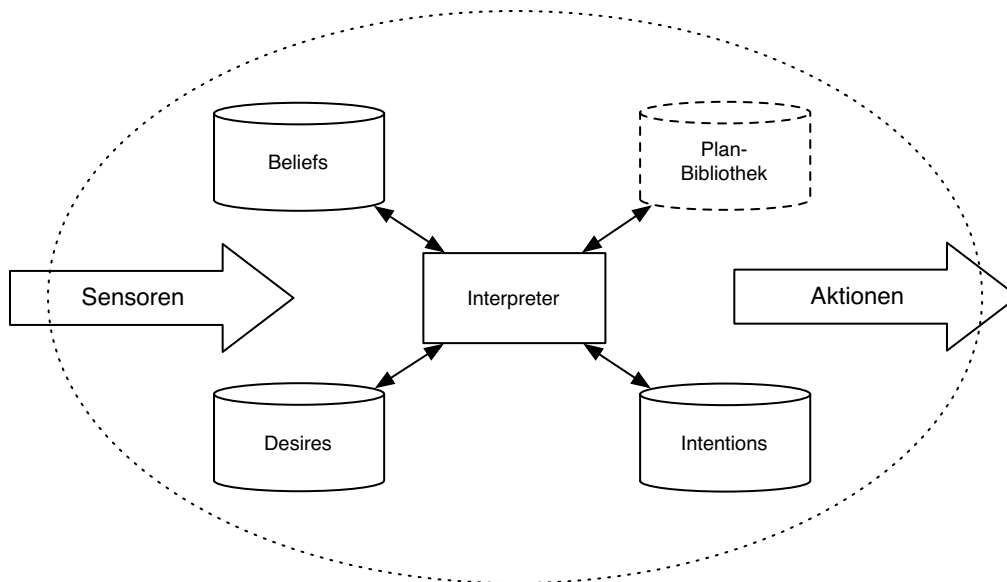 Beliefs
Plan-
Bibliothek
Sensoren
Interpreter
Aktionen
Desires
Intentions